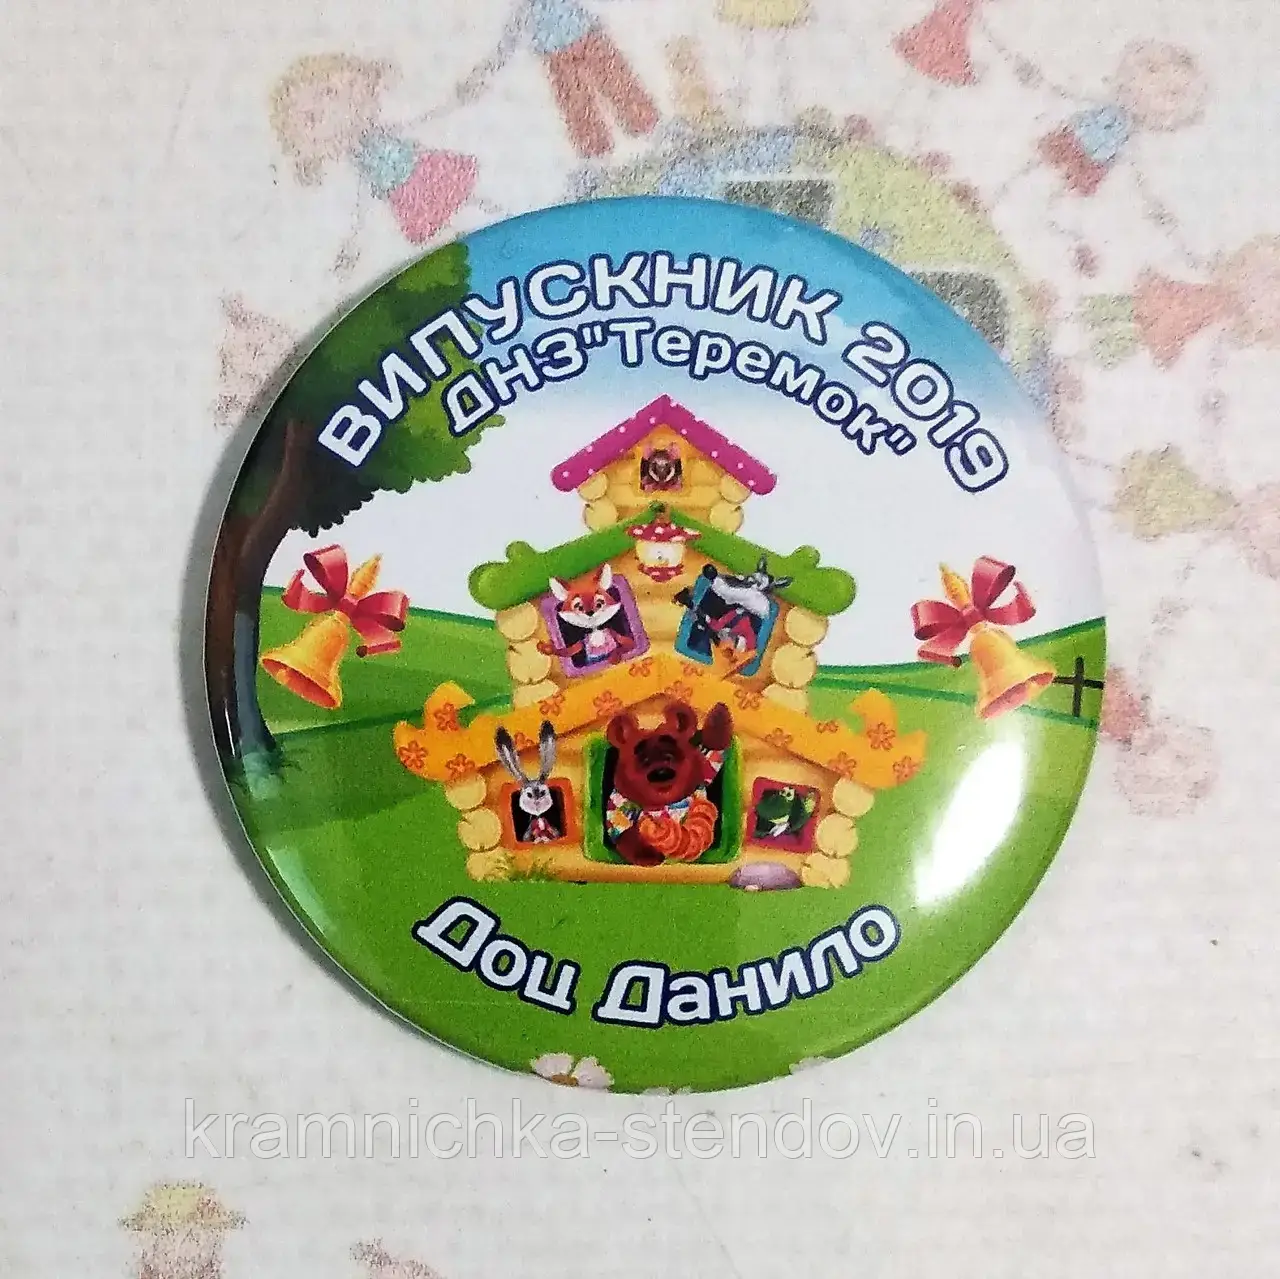 ВИПУСКНИК 2019
ДНЗ"Теремок"
Доц Данило
kramnichka-stendov.in.ua